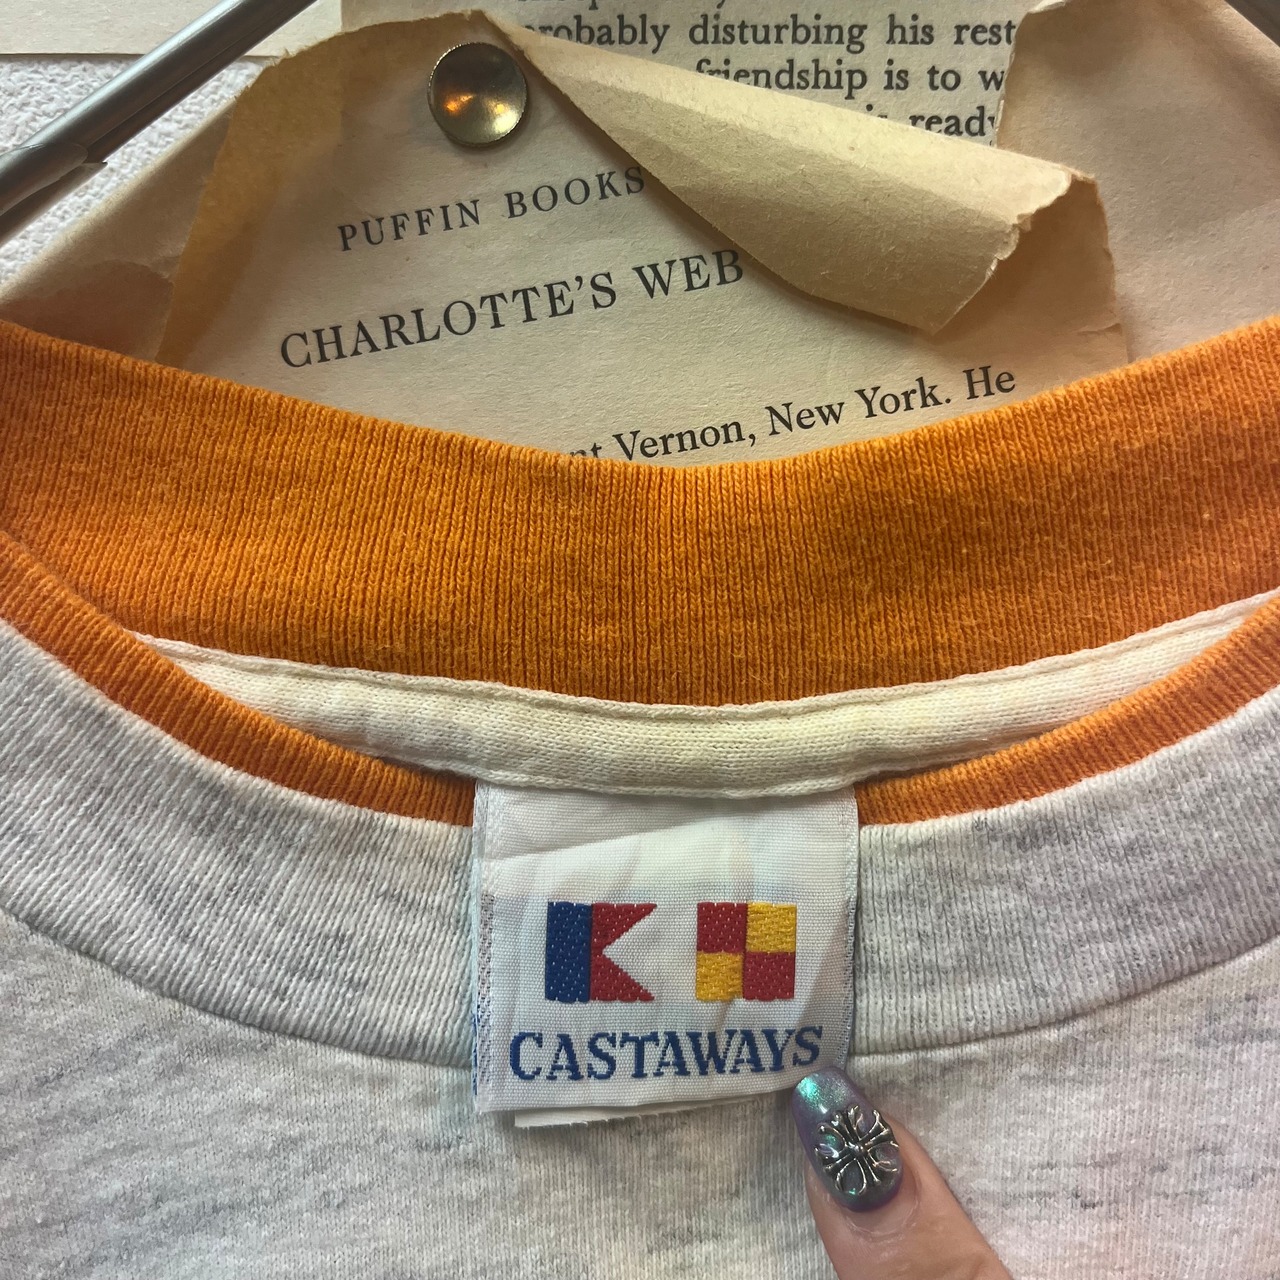 probably disturbing his rest
friendship is to w
ready
PUFFIN BOOKS
CHARLOTTE'S WEB
Vernon, New York. He
CASTAWAYS